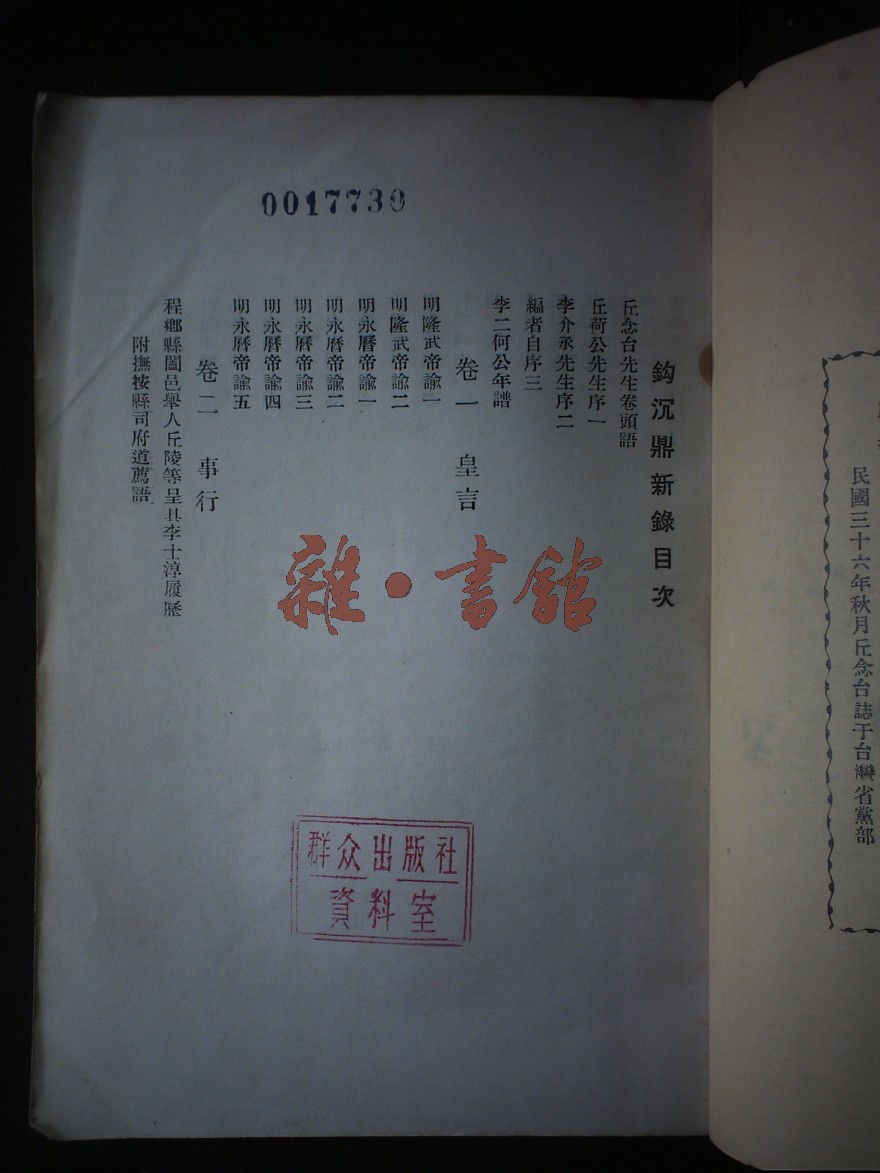 民國三十六年秋月丘念台誌于台灣省黨部
0017730
鈎沉鼎新錄目次
丘念台先生卷頭語
丘荷公先生序一
李介丞先生序二
編者自序三
李二何公年譜
卷一 皇言
明隆武帝諭一
明隆武帝諭二
明永曆帝諭一
明永曆帝諭二
明永曆帝諭三
明永曆帝諭四
明永曆帝諭五
卷二 事行
程鄉縣闔邑舉人丘陵等呈具李士淳履歷
附撫按縣司府道薦語
雜·書館
群众出版社
資料室